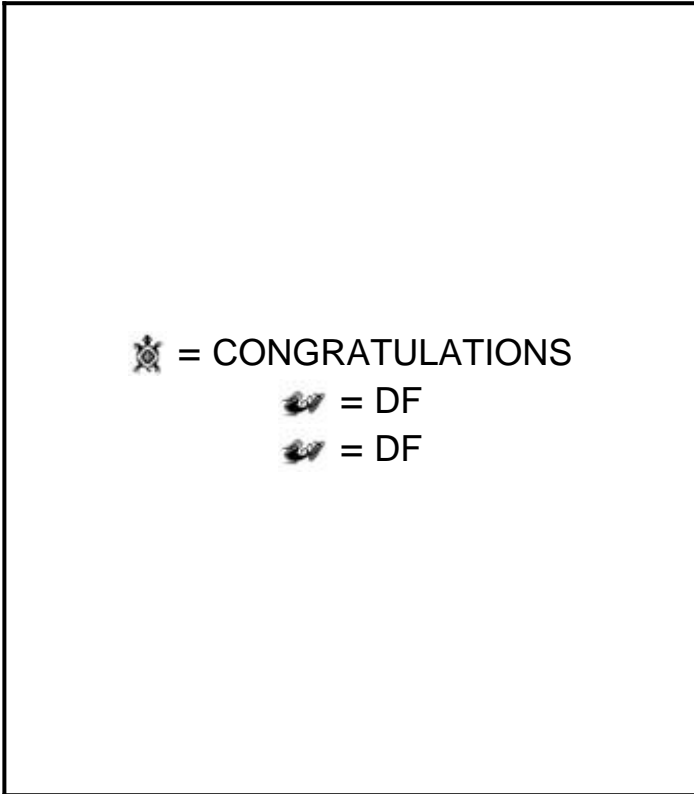 = CONGRATULATIONS
= DF
= DF